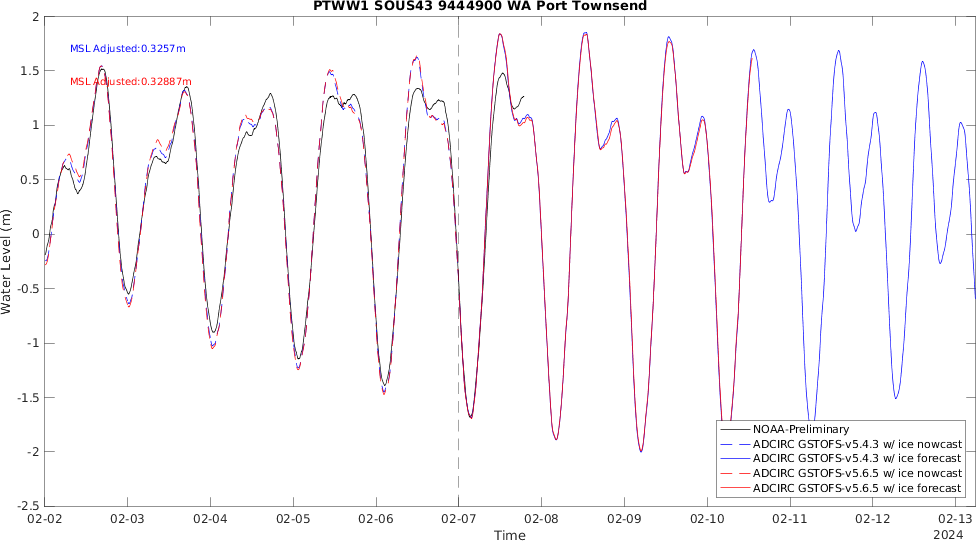 PTWW1 SOUS43 9444900 WA Port Townsend
MSL Adjusted:0.3257m
MSL Adjusted:0.32887m
Water Level (m)
2
1.5
1
0.5
0
-0.5
-1
-1.5
-2
-2.5
NOAA-Preliminary
ADCIRC GSTOFS-v5.4.3 w/ ice nowcast
ADCIRC GSTOFS-v5.4.3 w/ ice forecast
ADCIRC GSTOFS-v5.6.5 w/ ice nowcast
ADCIRC GSTOFS-v5.6.5 w/ ice forecast
02-02 02-03 02-04 02-05 02-06 02-07 02-08 02-09 02-10 02-11 02-12 02-13
Time
2024